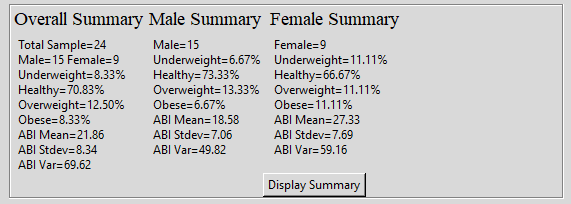 Overall Summary Male Summary Female Summary
Total Sample=24
Male=15 Female=9
Underweight=8.33%
Healthy=70.83%
Overweight=12.50%
Obese=8.33%
ABI Mean=21.86
ABI Stdev=8.34
ABI Var=69.62
Male=15
Underweight=6.67%
Healthy=73.33%
Overweight=13.33%
Obese=6.67%
ABI Mean=18.58
ABI Stdev=7.06
ABI Var=49.82
Female=9
Underweight=11.11%
Healthy=66.67%
Overweight=11.11%
Obese=11.11%
ABI Mean=27.33
ABI Stdev=7.69
ABI Var=59.16
Display Summary